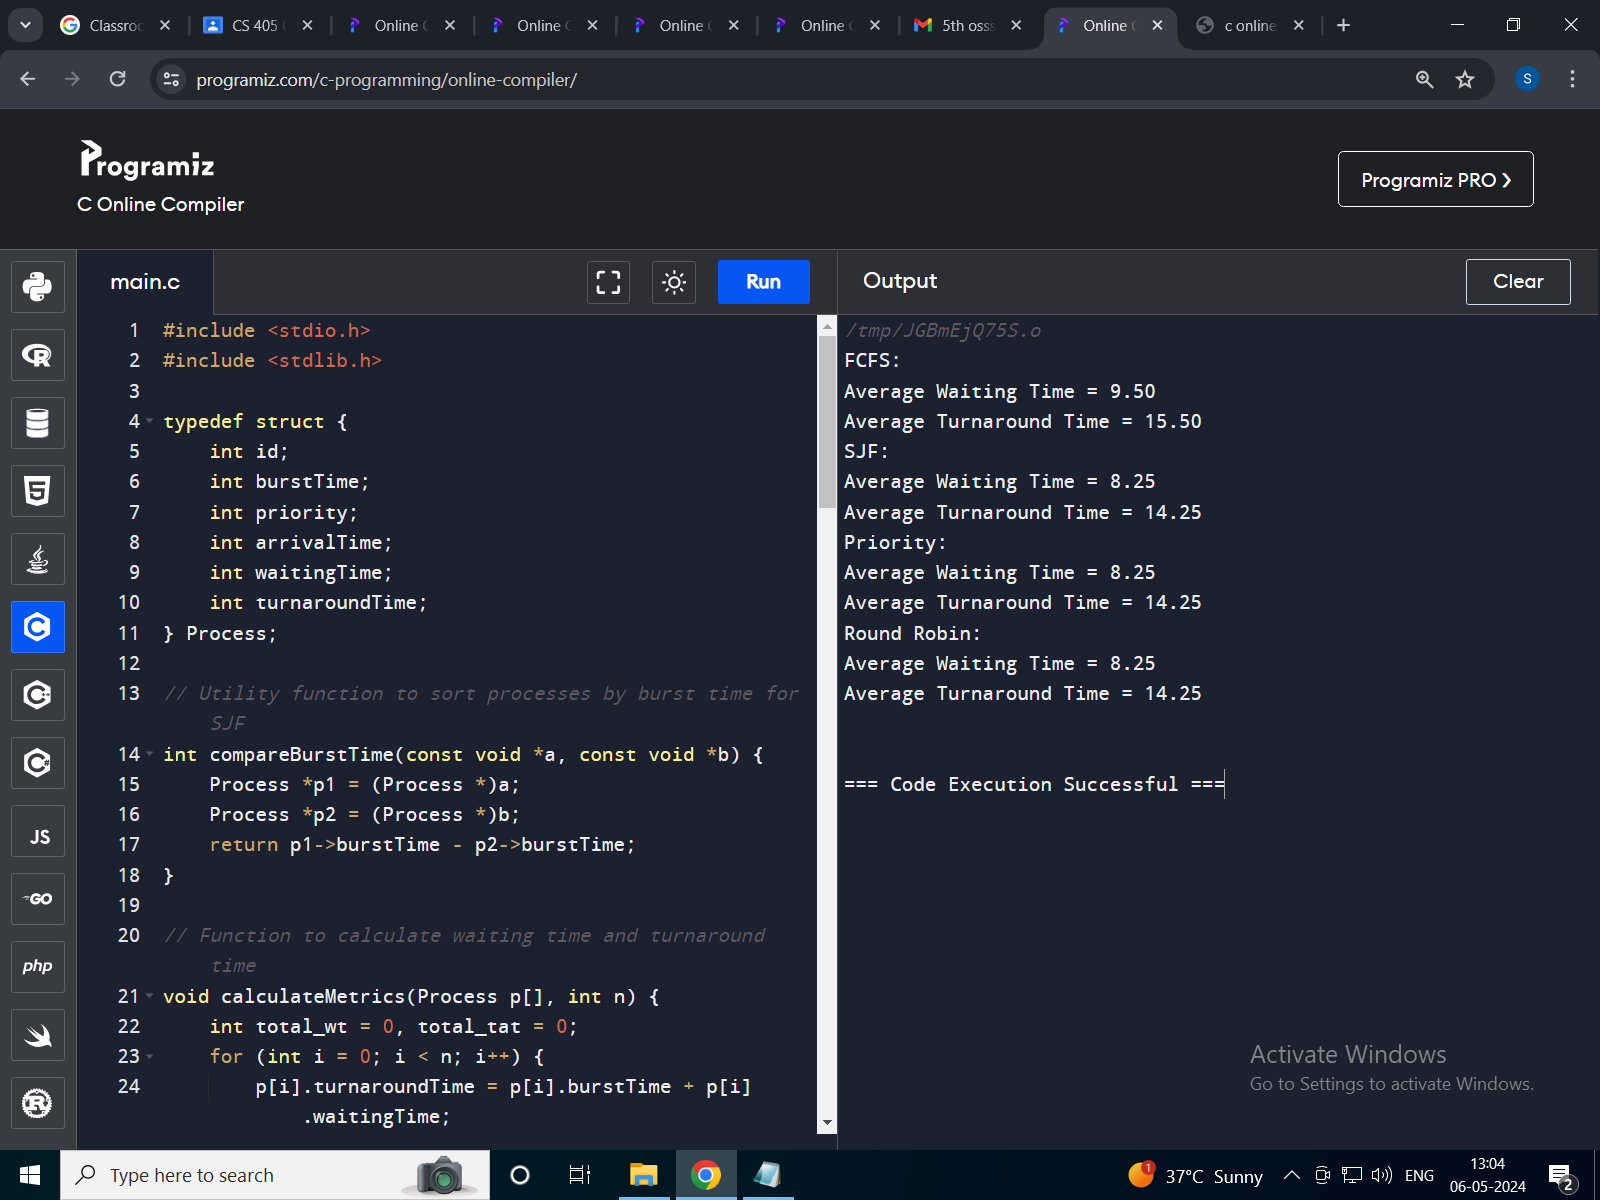 Classroo
CS 405
Online C
Online C
Online C
Online C
5th osss
Online C
c online
programiz.com/c-programming/online-compiler/
S
Programiz
C Online Compiler
Programiz PRO ❯
main.c
Run
Output
Clear
1 #include <stdio.h>
2 #include <stdlib.h>
3
4 typedef struct {
5     int id;
6     int burstTime;
7     int priority;
8     int arrivalTime;
9     int waitingTime;
10     int turnaroundTime;
11 } Process;
12
13 // Utility function to sort processes by burst time for
SJF
14 int compareBurstTime(const void *a, const void *b) {
15     Process *p1 = (Process *)a;
16     Process *p2 = (Process *)b;
17     return p1->burstTime - p2->burstTime;
18 }
19
20 // Function to calculate waiting time and turnaround
time
21 void calculateMetrics(Process p[], int n) {
22     int total_wt = 0, total_tat = 0;
23     for (int i = 0; i < n; i++) {
24         p[i].turnaroundTime = p[i].burstTime + p[i]
.waitingTime;
/tmp/JGBmEjQ75S.o
FCFS:
Average Waiting Time = 9.50
Average Turnaround Time = 15.50
SJF:
Average Waiting Time = 8.25
Average Turnaround Time = 14.25
Priority:
Average Waiting Time = 8.25
Average Turnaround Time = 14.25
Round Robin:
Average Waiting Time = 8.25
Average Turnaround Time = 14.25
=== Code Execution Successful ===
R
5
C
C
C
JS
GO
php
R
Activate Windows
Go to Settings to activate Windows.
Type here to search
1
37°C Sunny
ENG
13:04
06-05-2024
2